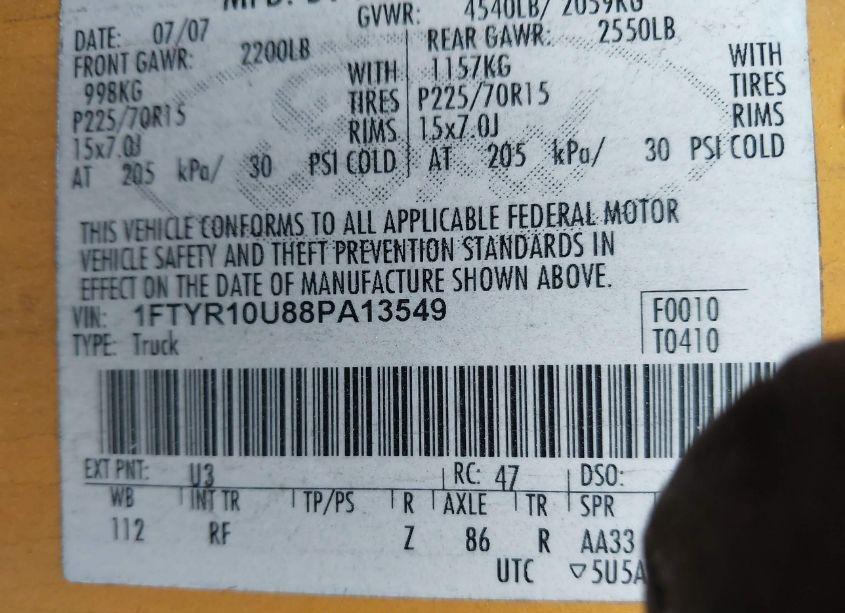 GVWR: 4540LB/ 2059KG
DATE: 07/07
FRONT GAWR: 2200LB
998KG WITH
P225/70R15 TIRES
15x7.0J RIMS
AT 205 kPa/ 30 PSI COLD
REAR GAWR: 2550LB
1157KG WITH
P225/70R15 TIRES
15x7.0J RIMS
AT 205 kPa/ 30 PSI COLD
THIS VEHICLE CONFORMS TO ALL APPLICABLE FEDERAL MOTOR
VEHICLE SAFETY AND THEFT PREVENTION STANDARDS IN
EFFECT ON THE DATE OF MANUFACTURE SHOWN ABOVE.
VIN: 1FTYR10U88PA13549 F0010
TYPE: Truck T0410
EXT PNT: U3 RC: 47 DSO:
WB INT TR TP/PS R AXLE TR SPR
112 RF Z 86 R AA33
UTC ▽5U5A